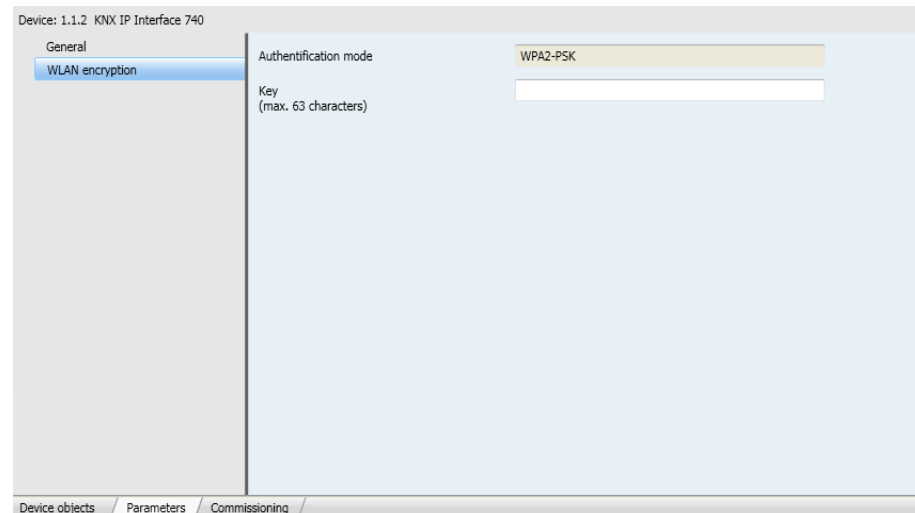 Device: 1.1.2 KNX IP Interface 740
General
WLAN encryption
Authentification mode
WPA2-PSK
Key
(max. 63 characters)
Device objects / Parameters / Commissioning /